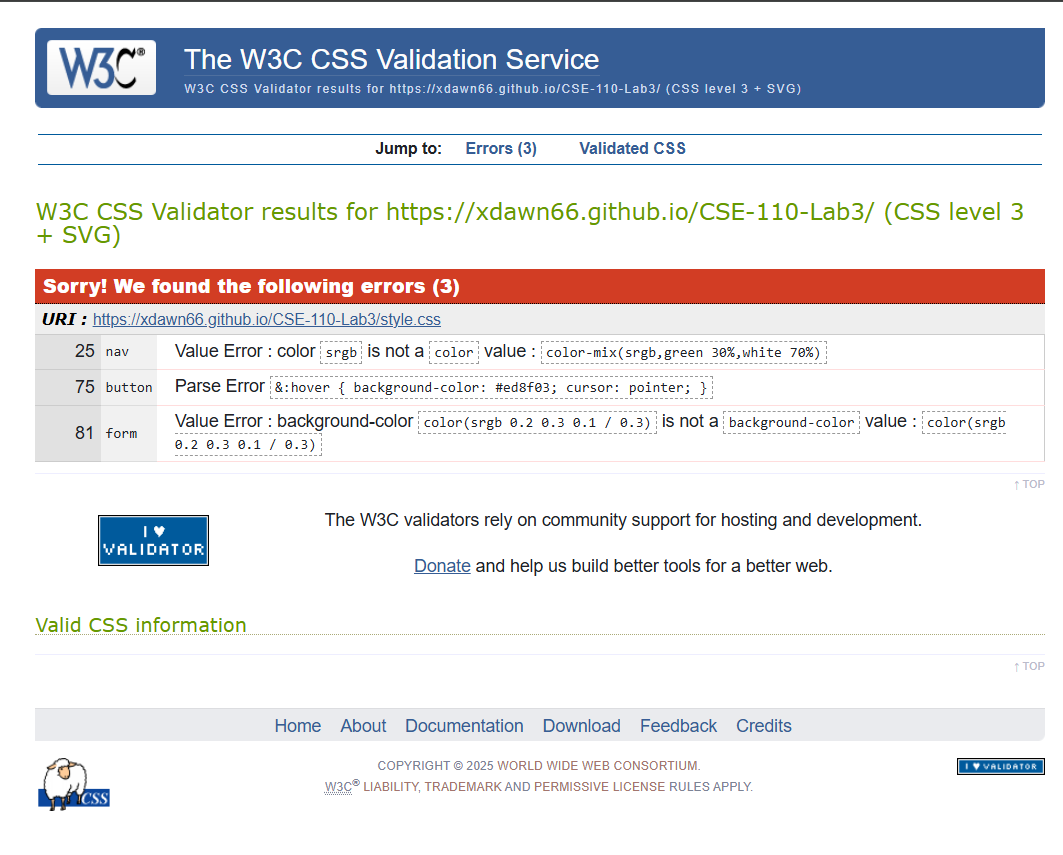 W3C®
The W3C CSS Validation Service
W3C CSS Validator results for https://xdawn66.github.io/CSE-110-Lab3/ (CSS level 3 + SVG)
Jump to: Errors (3) Validated CSS
W3C CSS Validator results for https://xdawn66.github.io/CSE-110-Lab3/ (CSS level 3
+ SVG)
Sorry! We found the following errors (3)
URI : https://xdawn66.github.io/CSE-110-Lab3/style.css
25 nav Value Error : color srgb is not a color value : color-mix(srgb,green 30%,white 70%)
75 button Parse Error &:hover { background-color: #ed8f03; cursor: pointer; }
81 form Value Error : background-color color(srgb 0.2 0.3 0.1 / 0.3) is not a background-color value : color(srgb
0.2 0.3 0.1 / 0.3)
↑ TOP
I ♥
VALIDATOR
The W3C validators rely on community support for hosting and development.
Donate and help us build better tools for a better web.
Valid CSS information
↑ TOP
Home About Documentation Download Feedback Credits
CSS
COPYRIGHT © 2025 WORLD WIDE WEB CONSORTIUM.
W3C® LIABILITY, TRADEMARK AND PERMISSIVE LICENSE RULES APPLY.
I ♥ VALIDATOR